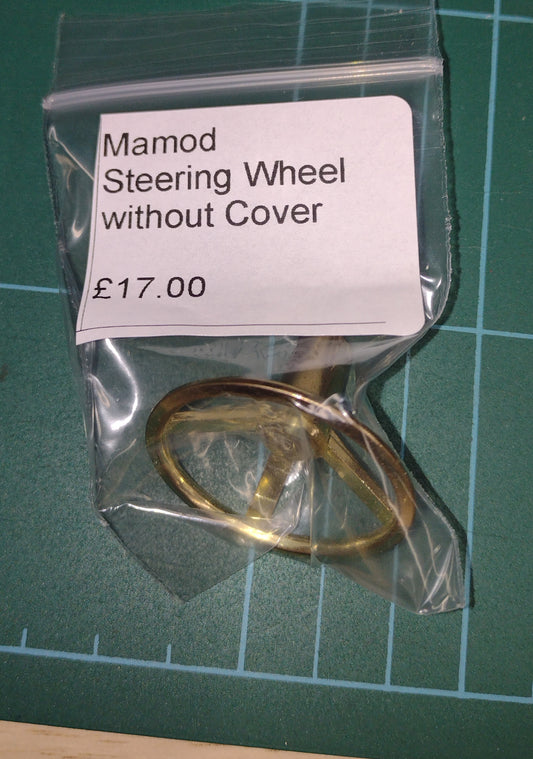 Mamod
Steering Wheel
without Cover
£17.00